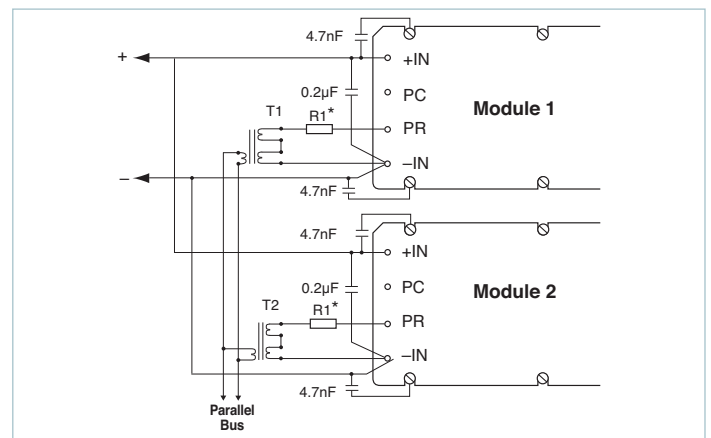 4.7nF
+
+IN
0.2µF
PC
Module 1
T1
R1*
PR
–IN
–
4.7nF
4.7nF
+IN
0.2µF
PC
Module 2
T2
R1*
PR
–IN
4.7nF
Parallel
Bus